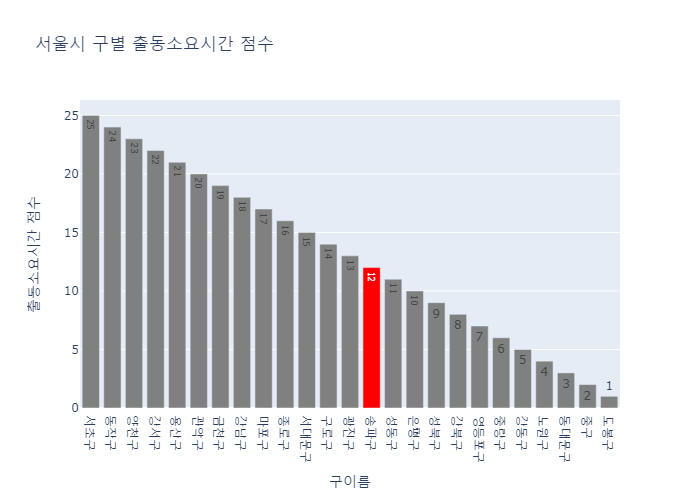 서울시 구별 출동소요시간 점수
출동소요시간 점수
25
20
15
10
5
0
25
24
23
22
21
20
19
18
17
16
15
14
13
12
11
10
9
8
7
6
5
4
3
2
1
서초구
동작구
양천구
강서구
용산구
관악구
금천구
강남구
마포구
종로구
서대문구
구로구
광진구
송파구
성동구
은평구
성북구
강북구
영등포구
중랑구
강동구
노원구
동대문구
중구
도봉구
구이름